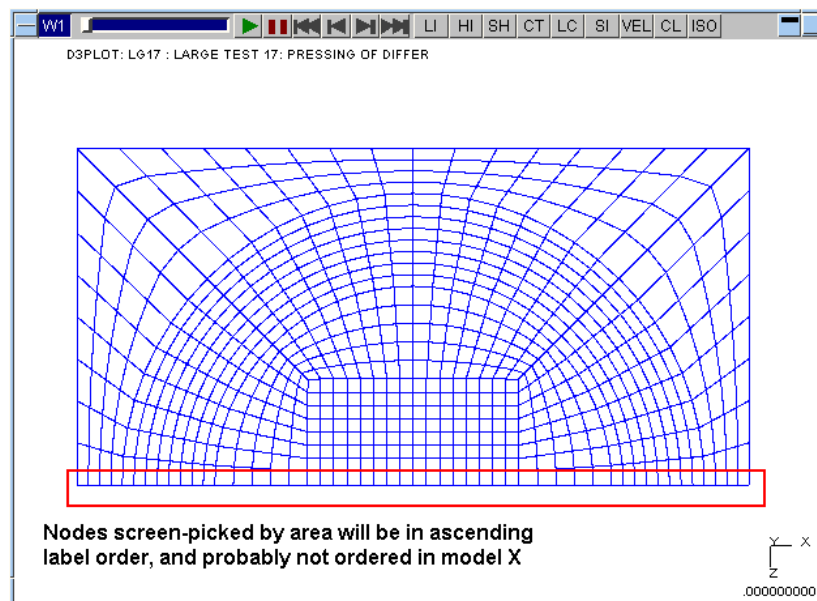 W1 LI HI SH CT LC SI VEL CL ISO
D3PLOT: LG17 : LARGE TEST 17: PRESSING OF DIFFER
Nodes screen-picked by area will be in ascending
label order, and probably not ordered in model X
Y X
Z
.000000000